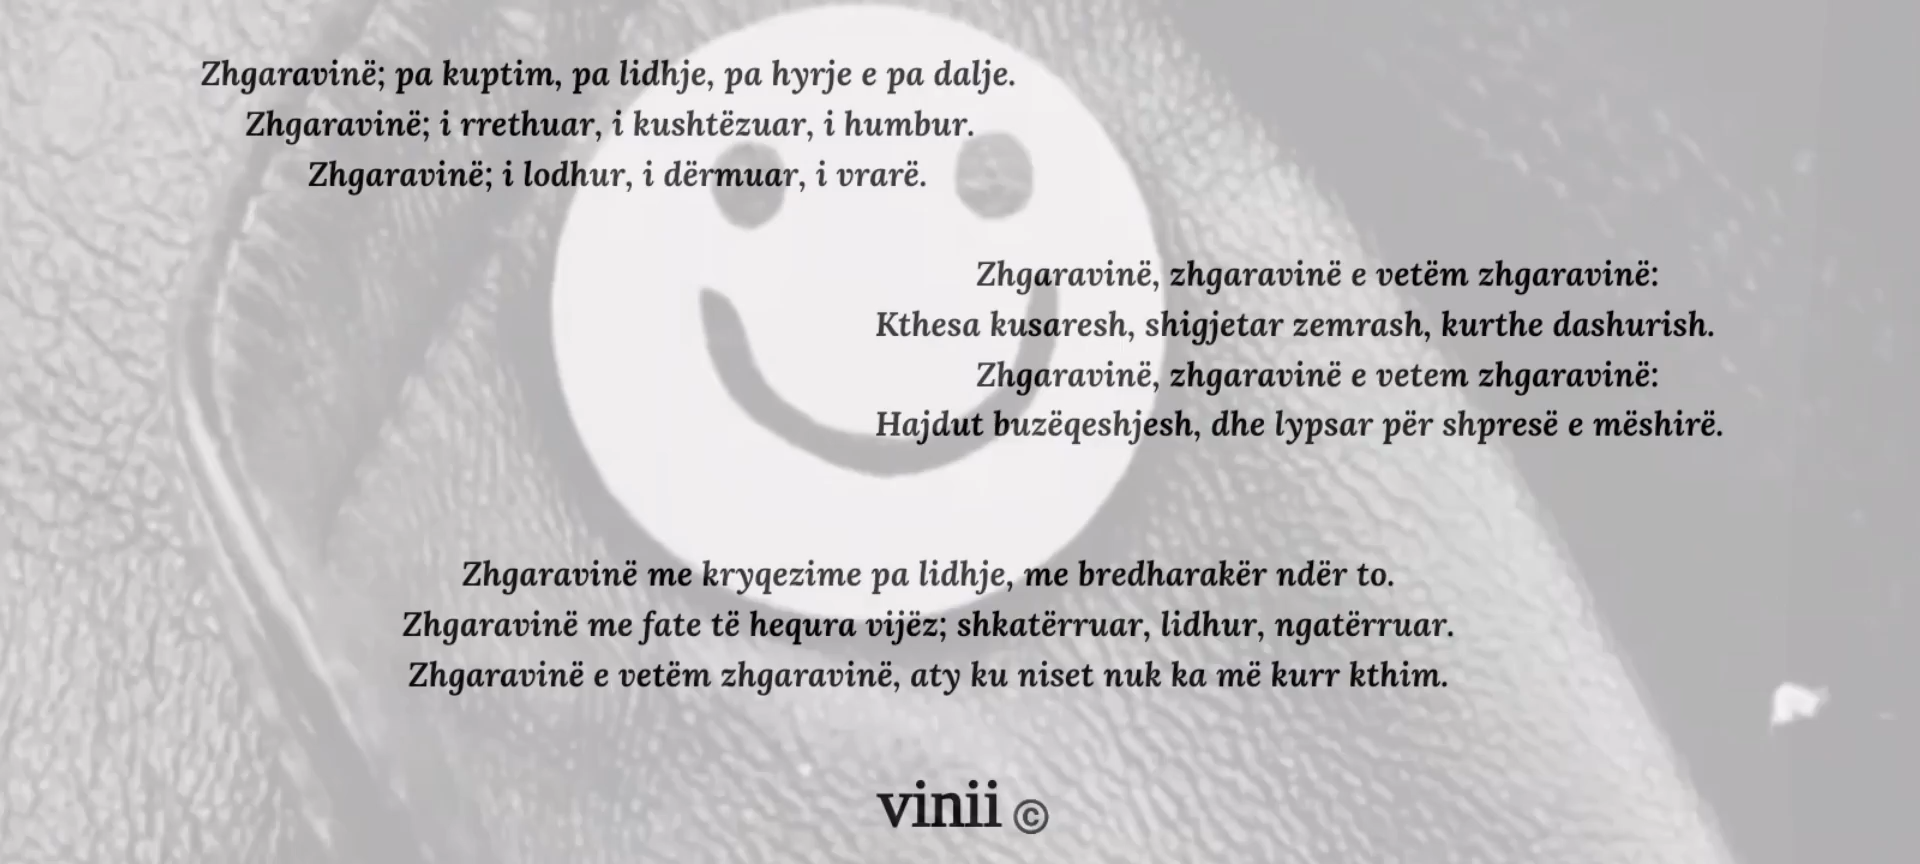 Zhgaravinë; pa kuptim, pa lidhje, pa hyrje e pa dalje.
Zhgaravinë; i rrethuar, i kushtëzuar, i humbur.
Zhgaravinë; i lodhur, i dërmuar, i vrarë.
Zhgaravinë, zhgaravinë e vetëm zhgaravinë:
Kthesa kusaresh, shigjetar zemrash, kurthe dashurish.
Zhgaravinë, zhgaravinë e vetem zhgaravinë:
Hajdut buzëqeshjesh, dhe lypsar për shpresë e mëshirë.
Zhgaravinë me kryqezime pa lidhje, me bredharakër ndër to.
Zhgaravinë me fate të hequra vijëz; shkatërruar, lidhur, ngatërruar.
Zhgaravinë e vetëm zhgaravinë, aty ku niset nuk ka më kurr kthim.
vinii ©